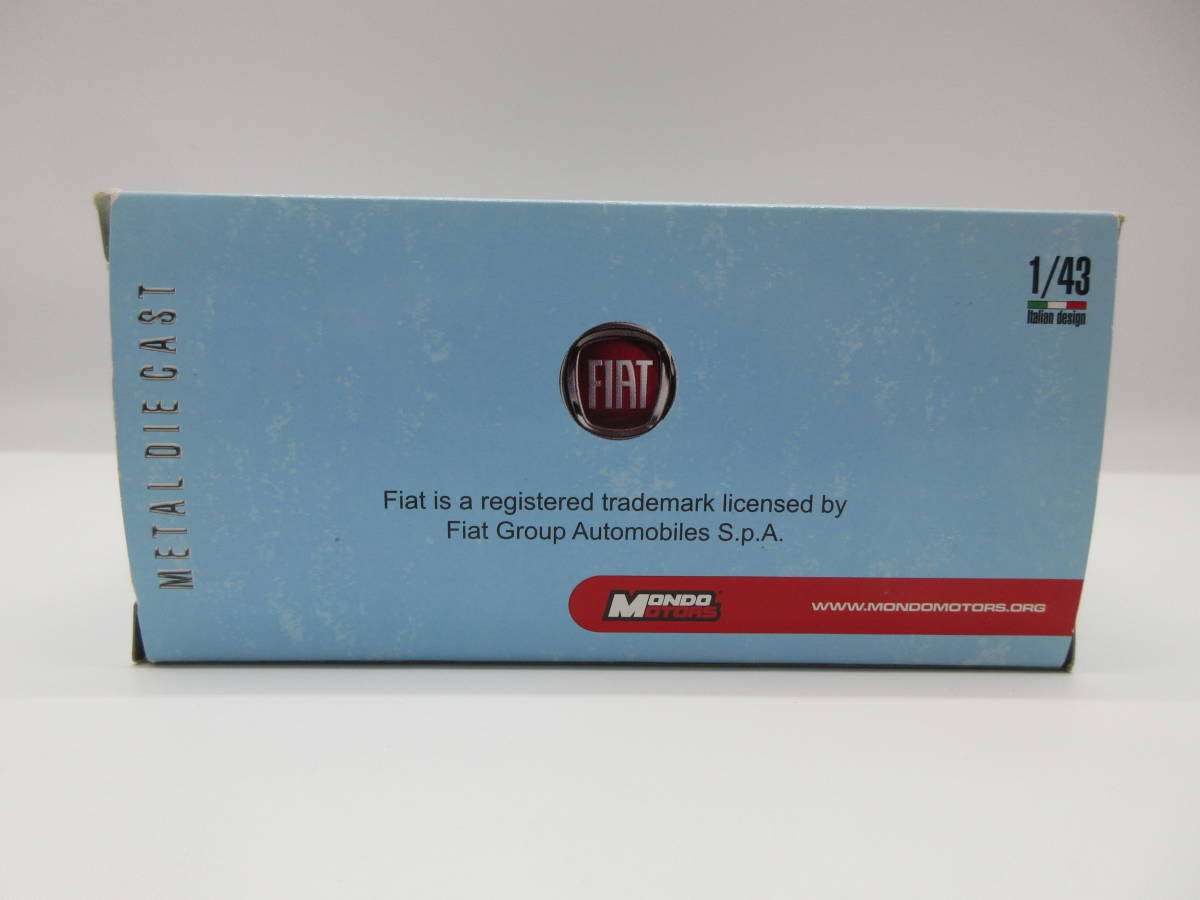 METAL DIE CAST
1/43
Italian design
FIAT
Fiat is a registered trademark licensed by
Fiat Group Automobiles S.p.A.
MONDO
MOTORS
WWW.MONDOMOTORS.ORG